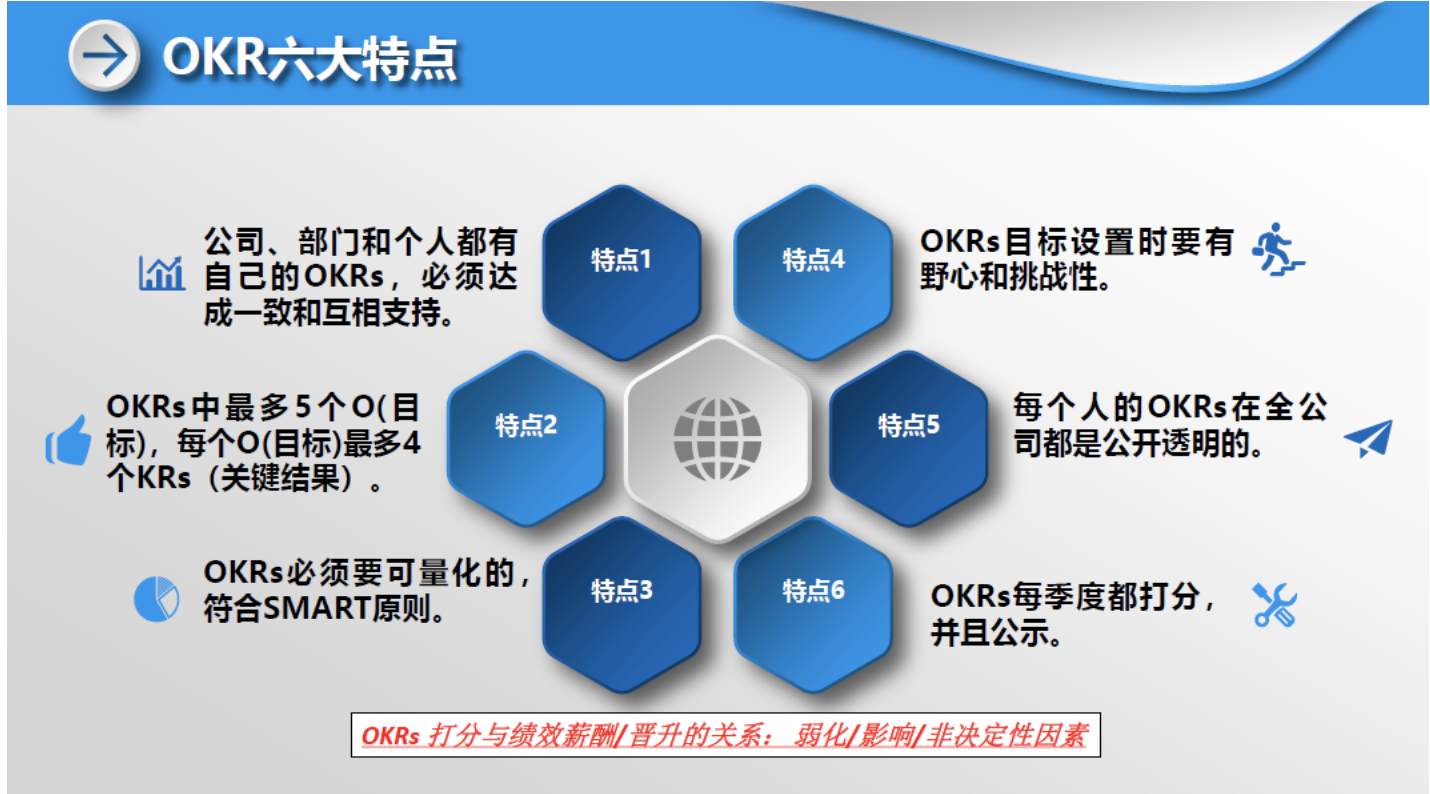 OKR六大特点
公司、部门和个人都有
自己的OKRs，必须达
成一致和互相支持。
特点1
OKRs中最多5个O(目
标)，每个O(目标)最多4
个KRs（关键结果）。
特点2
OKRs必须要可量化的，
符合SMART原则。
特点3
特点4
OKRs目标设置时要有
野心和挑战性。
特点5
每个人的OKRs在全公
司都是公开透明的。
特点6
OKRs每季度都打分，
并且公示。
OKRs 打分与绩效薪酬/晋升的关系： 弱化/影响/非决定性因素